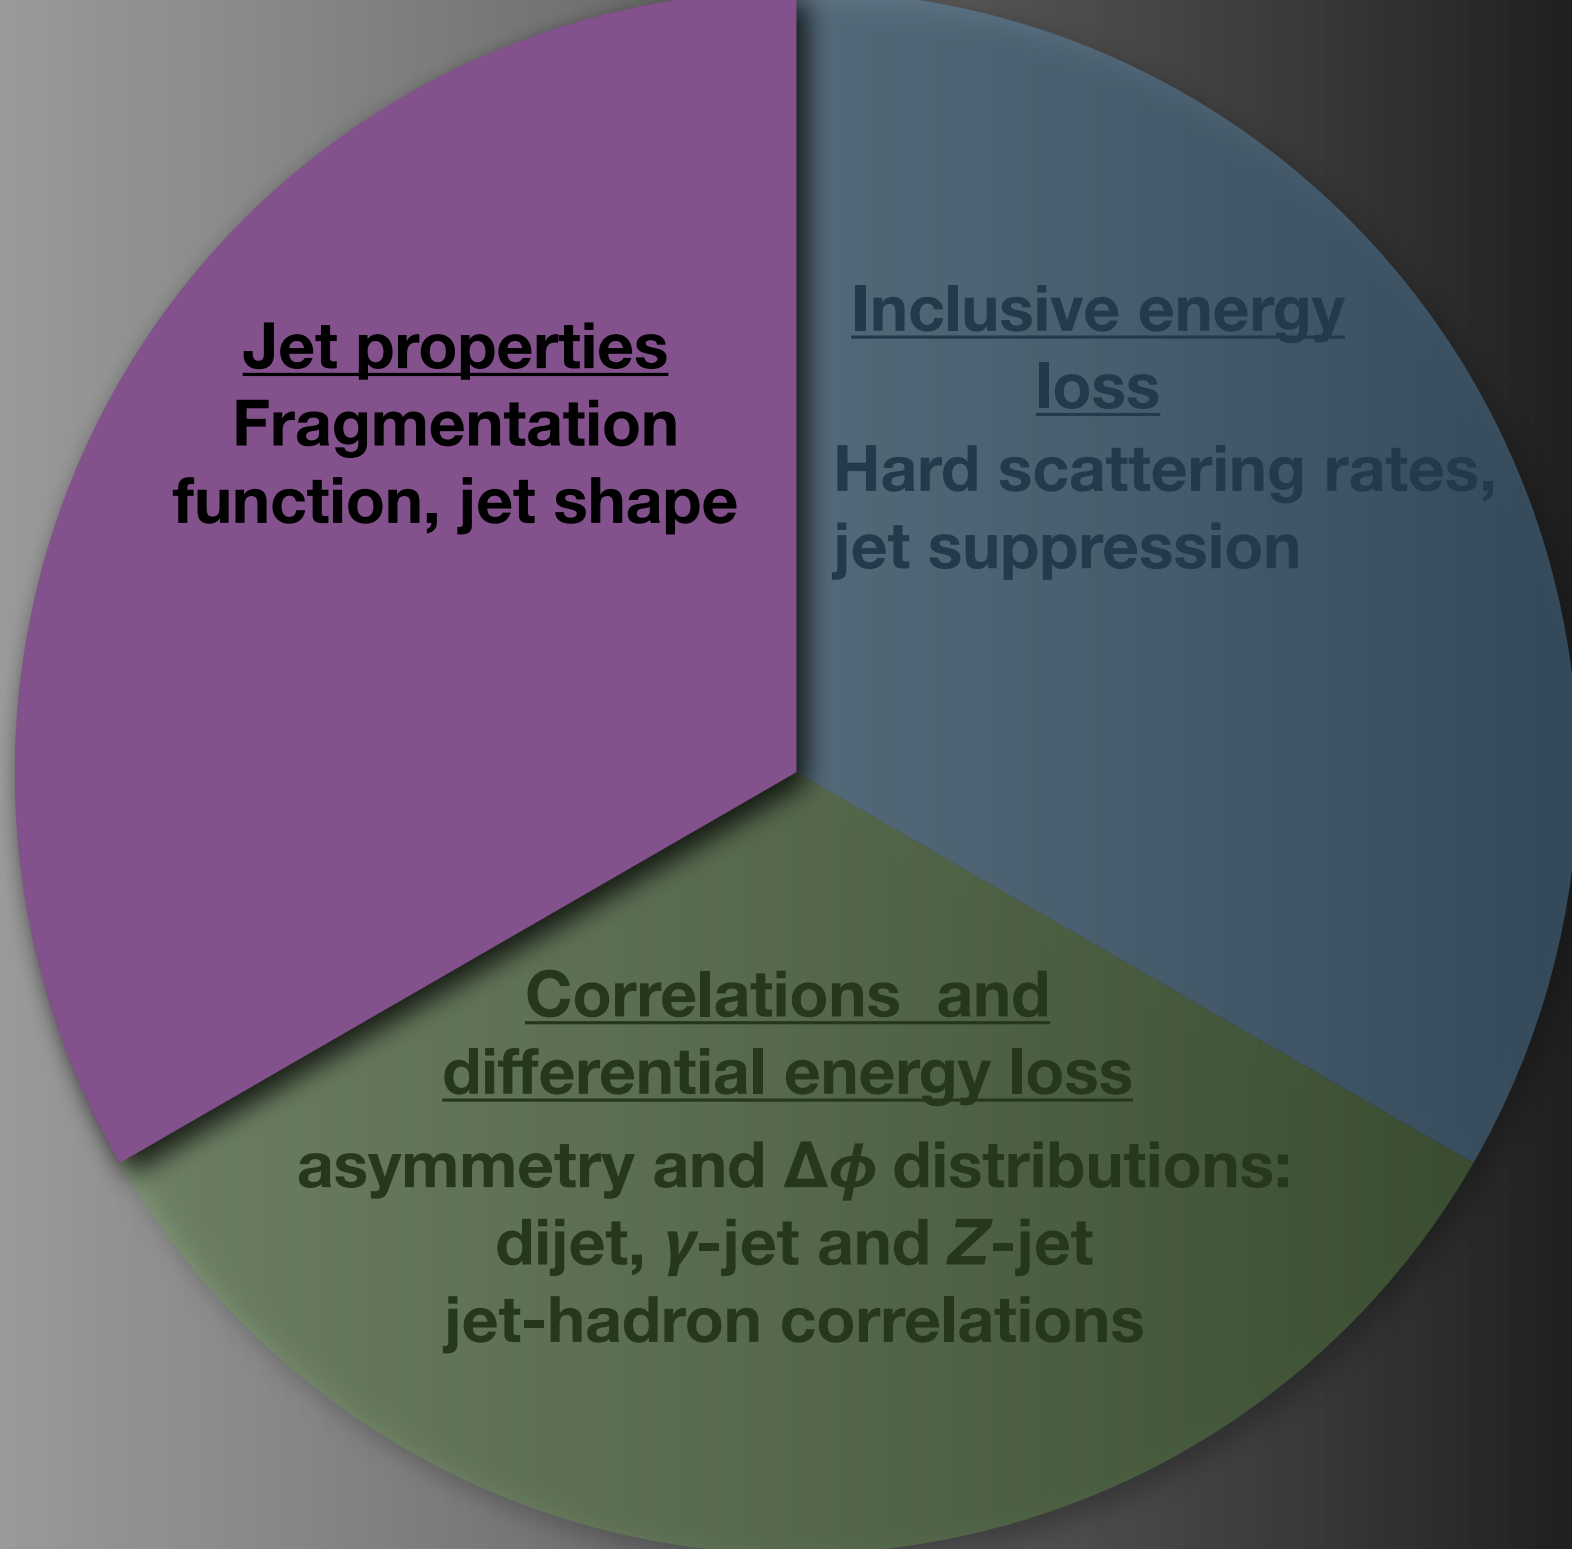 Jet properties
Fragmentation
function, jet shape
Inclusive energy
loss
Hard scattering rates,
jet suppression
Correlations and
differential energy loss
asymmetry and Δϕ distributions:
dijet, γ-jet and Z-jet
jet-hadron correlations